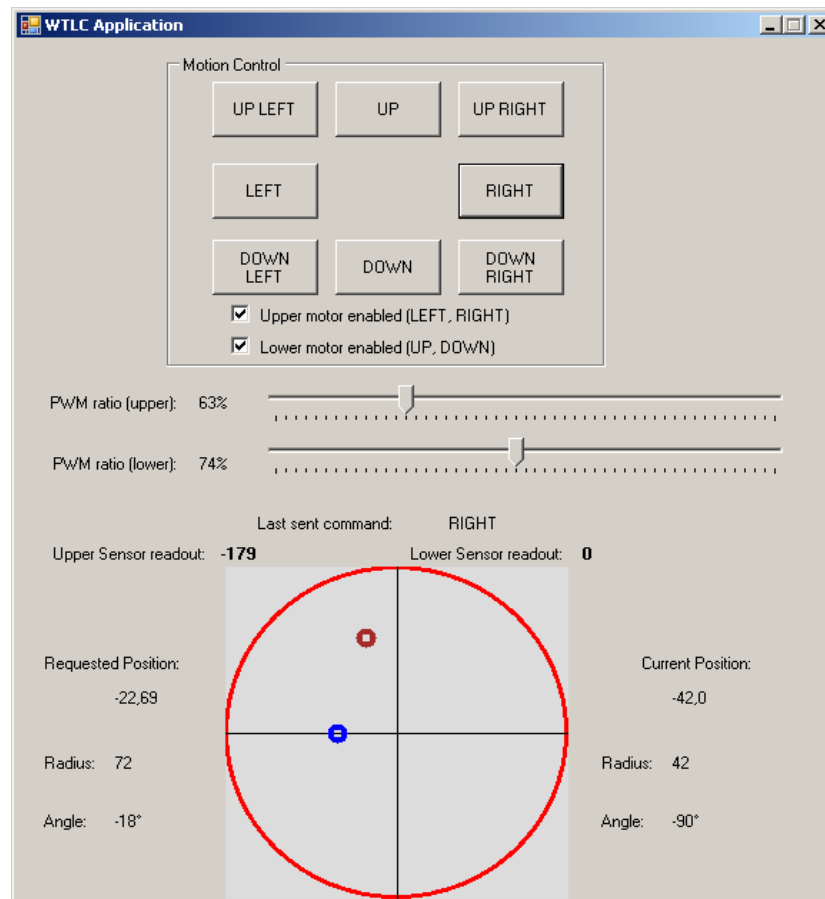 WTLC Application
Motion Control
UP LEFT
UP
UP RIGHT
LEFT
RIGHT
DOWN
LEFT
DOWN
DOWN
RIGHT
Upper motor enabled (LEFT, RIGHT)
Lower motor enabled (UP, DOWN)
PWM ratio (upper): 63%
PWM ratio (lower): 74%
Last sent command: RIGHT
Upper Sensor readout: -179
Lower Sensor readout: 0
Requested Position:
-22,69
Radius: 72
Angle: -18°
Current Position:
-42,0
Radius: 42
Angle: -90°